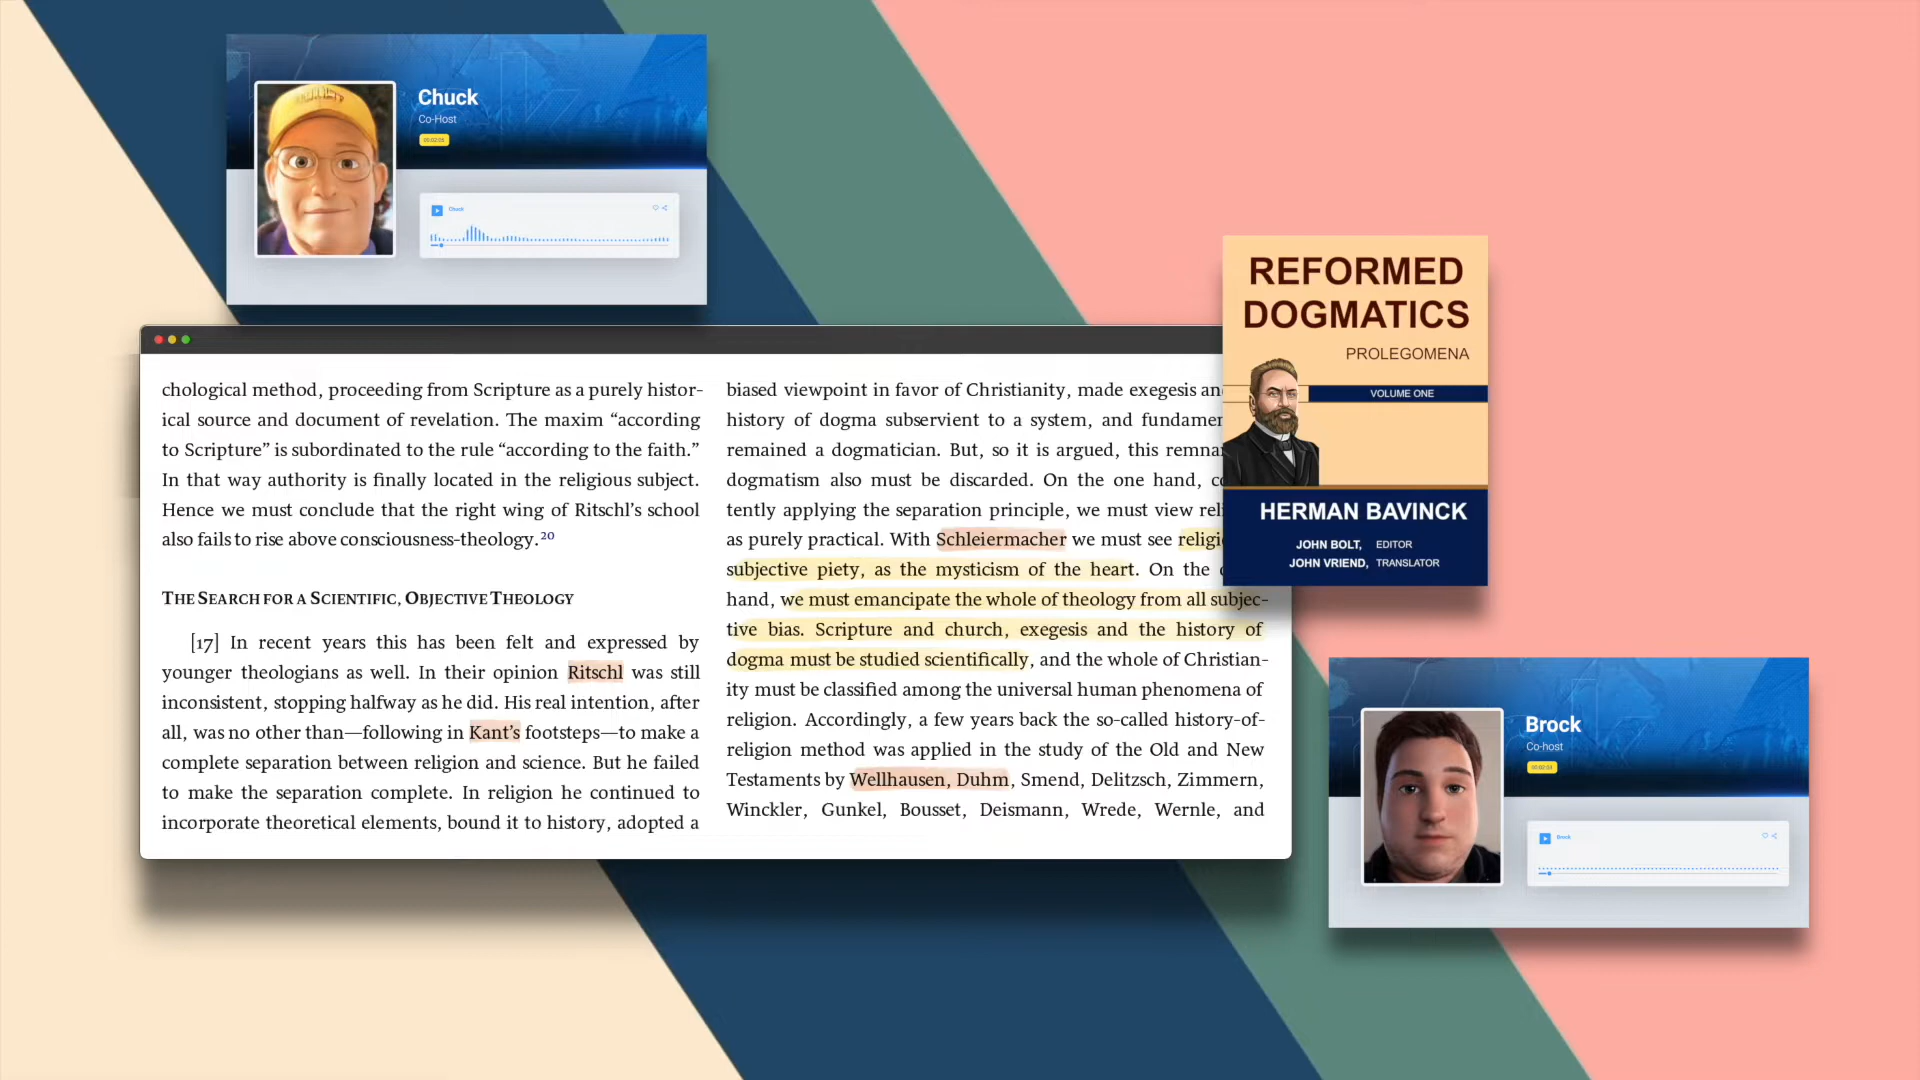 Chuck
Co-Host
00:02:05
Chuck
chological method, proceeding from Scripture as a purely histor-
ical source and document of revelation. The maxim “according
to Scripture” is subordinated to the rule “according to the faith.”
In that way authority is finally located in the religious subject.
Hence we must conclude that the right wing of Ritschl’s school
also fails to rise above consciousness-theology.20
The Search for a Scientific, Objective Theology
[17] In recent years this has been felt and expressed by
younger theologians as well. In their opinion Ritschl was still
inconsistent, stopping halfway as he did. His real intention, after
all, was no other than—following in Kant’s footsteps—to make a
complete separation between religion and science. But he failed
to make the separation complete. In religion he continued to
incorporate theoretical elements, bound it to history, adopted a
biased viewpoint in favor of Christianity, made exegesis an
history of dogma subservient to a system, and
remained a dogmatician. But, so it is argued, this
dogmatism also must be discarded. On the one hand,
tently applying the separation principle, we must view
as purely practical. With Schleiermacher we must see
subjective piety, as the mysticism of the heart. On the
hand, we must emancipate the whole of theology from all subjec-
tive bias. Scripture and church, exegesis and the history of
dogma must be studied scientifically, and the whole of Christian-
ity must be classified among the universal human phenomena of
religion. Accordingly, a few years back the so-called history-of-
religion method was applied in the study of the Old and New
Testaments by Wellhausen, Duhm, Smend, Delitzsch, Zimmern,
Winckler, Gunkel, Bousset, Deismann, Wrede, Wernle, and
REFORMED
DOGMATICS
PROLEGOMENA
VOLUME ONE
HERMAN BAVINCK
JOHN BOLT, EDITOR
JOHN VRIEND, TRANSLATOR
Brock
Co-host
00:02:04
Brock